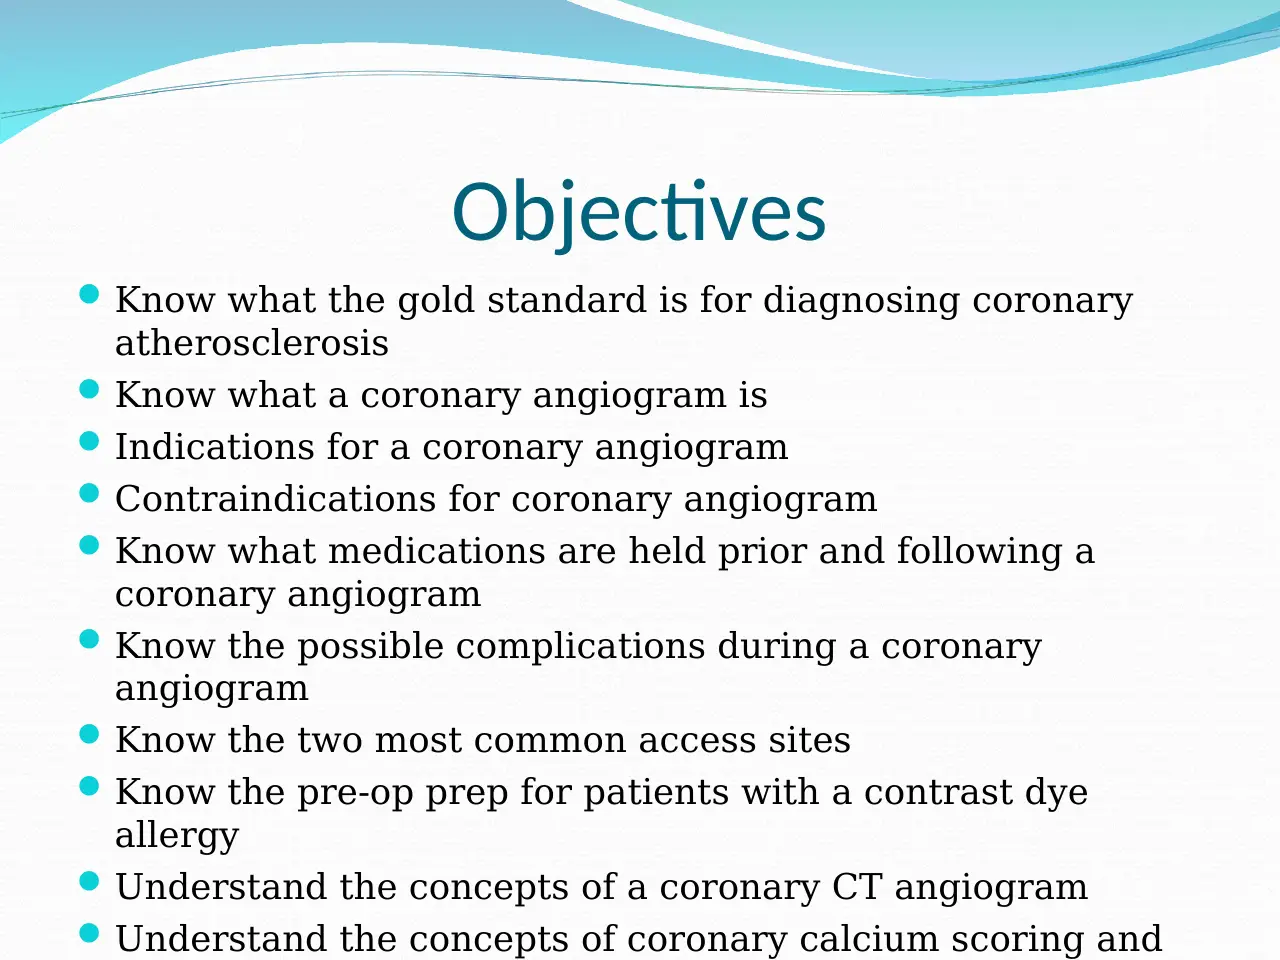 Objectives
Know what the gold standard is for diagnosing coronary
atherosclerosis
Know what a coronary angiogram is
Indications for a coronary angiogram
Contraindications for coronary angiogram
Know what medications are held prior and following a
coronary angiogram
Know the possible complications during a coronary
angiogram
Know the two most common access sites
Know the pre-op prep for patients with a contrast dye
allergy
Understand the concepts of a coronary CT angiogram
Understand the concepts of coronary calcium scoring and